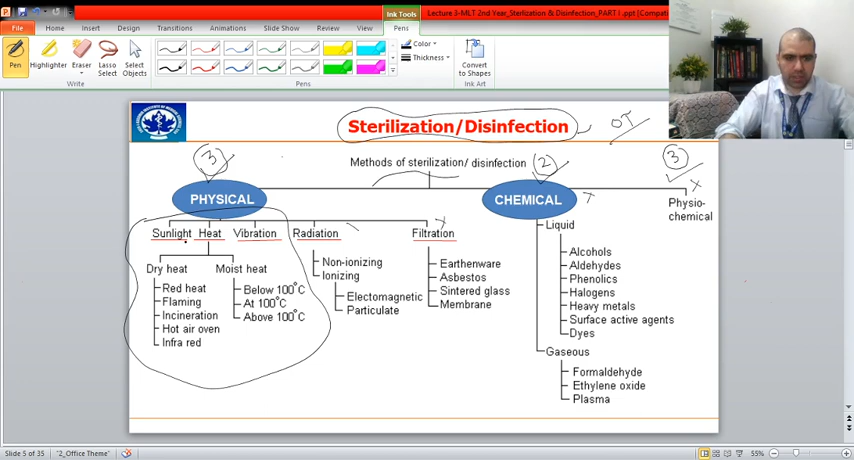 Lecture 3-MLT 2nd Year_Sterlization & Disinfection_PART I .ppt [Compati
Ink Tools
File Home Insert Design Transitions Animations Slide Show Review View Pens
Pen Highlighter Eraser Lasso Select Select Objects
Color
Thickness
Convert to Shapes
Write Pens Ink Art
Sterilization/Disinfection
OT
3
2
3
Methods of sterilization/ disinfection
PHYSICAL
CHEMICAL
Physio-
chemical
Sunlight Heat Vibration Radiation Filtration
Dry heat
Red heat
Flaming
Incineration
Hot air oven
Infra red
Moist heat
Below 100°C
At 100°C
Above 100°C
Non-ionizing
Ionizing
Electomagnetic
Particulate
Earthenware
Asbestos
Sintered glass
Membrane
Liquid
Alcohols
Aldehydes
Phenolics
Halogens
Heavy metals
Surface active agents
Dyes
Gaseous
Formaldehyde
Ethylene oxide
Plasma
Slide 5 of 35 "2_Office Theme" 55%